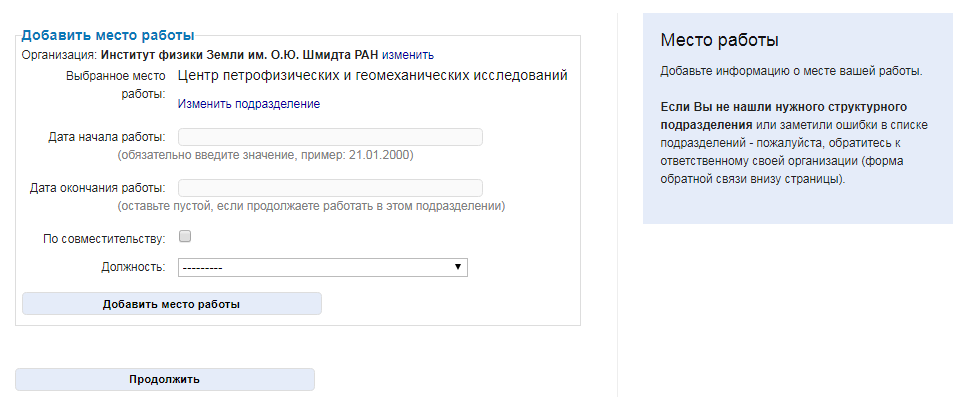 Добавить место работы
Организация: Институт физики Земли им. О.Ю. Шмидта РАН изменить
Выбранное место работы: Центр петрофизических и геомеханических исследований
Изменить подразделение
Дата начала работы:
(обязательно введите значение, пример: 21.01.2000)
Дата окончания работы:
(оставьте пустой, если продолжаете работать в этом подразделении)
По совместительству:
Должность: ---------
Добавить место работы
Продолжить
Место работы
Добавьте информацию о месте вашей работы.
Если Вы не нашли нужного структурного
подразделения или заметили ошибки в списке
подразделений - пожалуйста, обратитесь к
ответственному своей организации (форма
обратной связи внизу страницы).